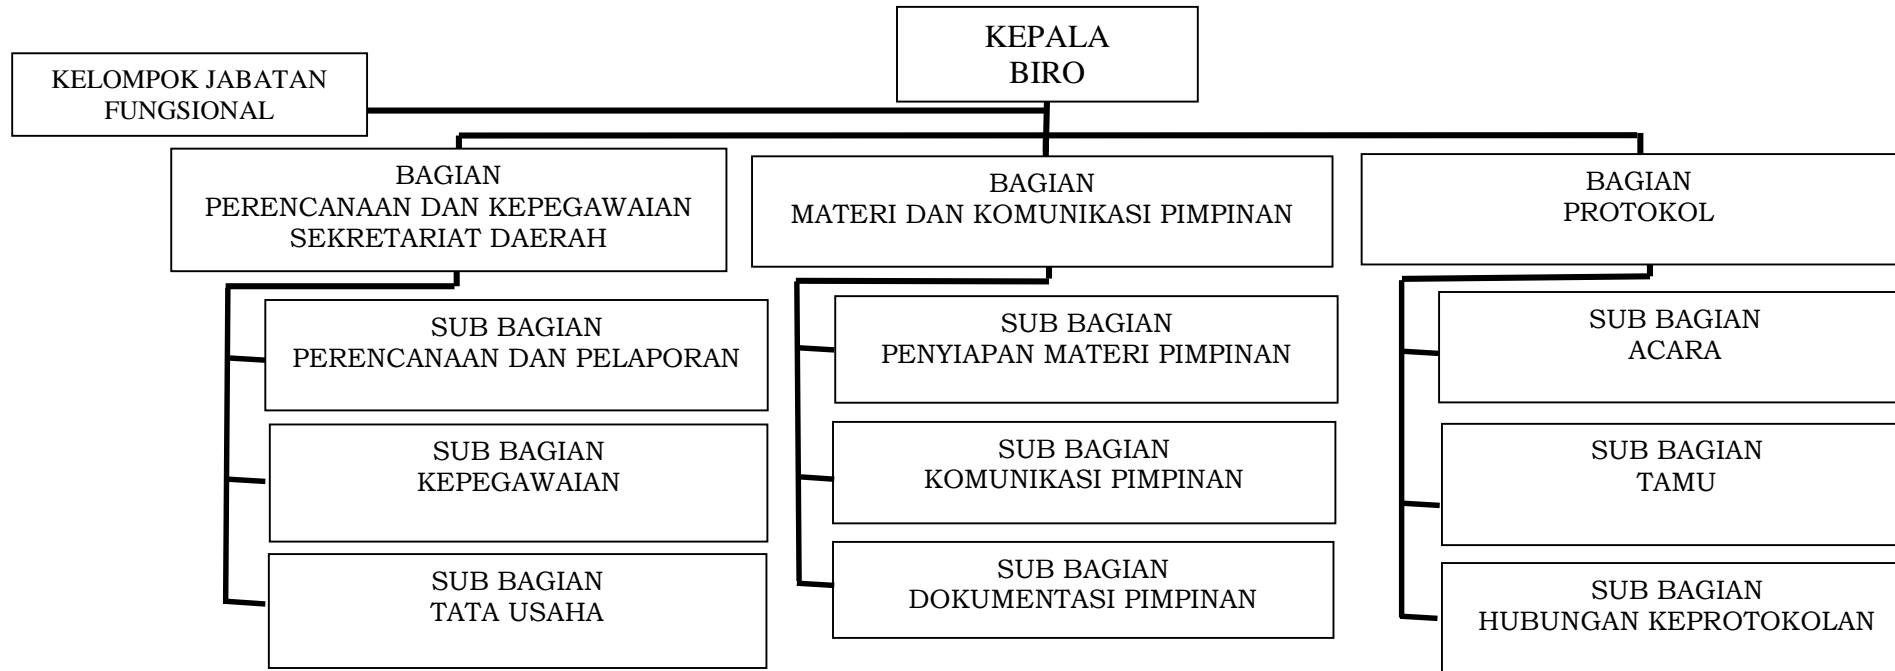 KEPALA
BIRO
KELOMPOK JABATAN
FUNGSIONAL
BAGIAN
PERENCANAAN DAN KEPEGAWAIAN
SEKRETARIAT DAERAH
BAGIAN
MATERI DAN KOMUNIKASI PIMPINAN
BAGIAN
PROTOKOL
SUB BAGIAN
PERENCANAAN DAN PELAPORAN
SUB BAGIAN
KEPEGAWAIAN
SUB BAGIAN
TATA USAHA
SUB BAGIAN
PENYIAPAN MATERI PIMPINAN
SUB BAGIAN
KOMUNIKASI PIMPINAN
SUB BAGIAN
DOKUMENTASI PIMPINAN
SUB BAGIAN
ACARA
SUB BAGIAN
TAMU
SUB BAGIAN
HUBUNGAN KEPROTOKOLAN